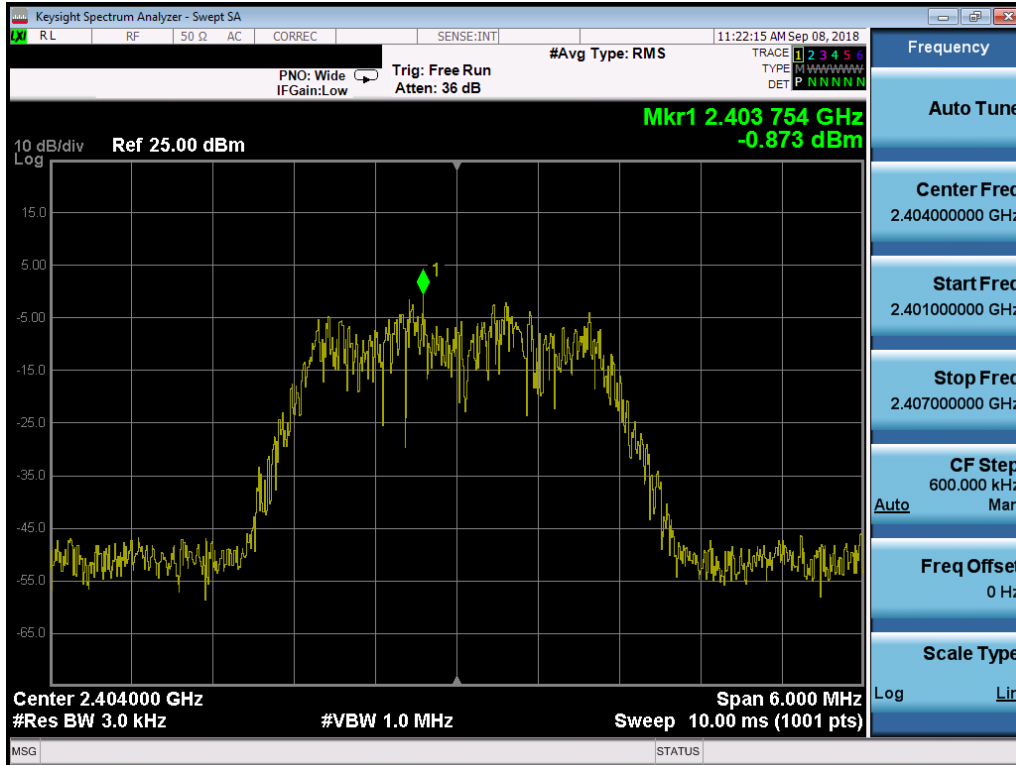 Keysight Spectrum Analyzer - Swept SA
LXI RL RF 50 Ω AC CORREC SENSE:INT 11:22:15 AM Sep 08, 2018
Frequency
#Avg Type: RMS
TRACE 1 2 3 4 5 6
PNO: Wide Trig: Free Run TYPE M WWWWW
IFGain:Low Atten: 36 dB DET P N N N N N
Auto Tune
Mkr1 2.403 754 GHz
10 dB/div Ref 25.00 dBm -0.873 dBm
Log
Center Freq
2.404000000 GHz
15.0
5.00
1
-5.00
-15.0
-25.0
-35.0
-45.0
-55.0
-65.0
Start Freq
2.401000000 GHz
Stop Freq
2.407000000 GHz
CF Step
600.000 kHz
Auto Man
Freq Offset
0 Hz
Scale Type
Log Lin
Center 2.404000 GHz Span 6.000 MHz
#Res BW 3.0 kHz #VBW 1.0 MHz Sweep 10.00 ms (1001 pts)
MSG STATUS